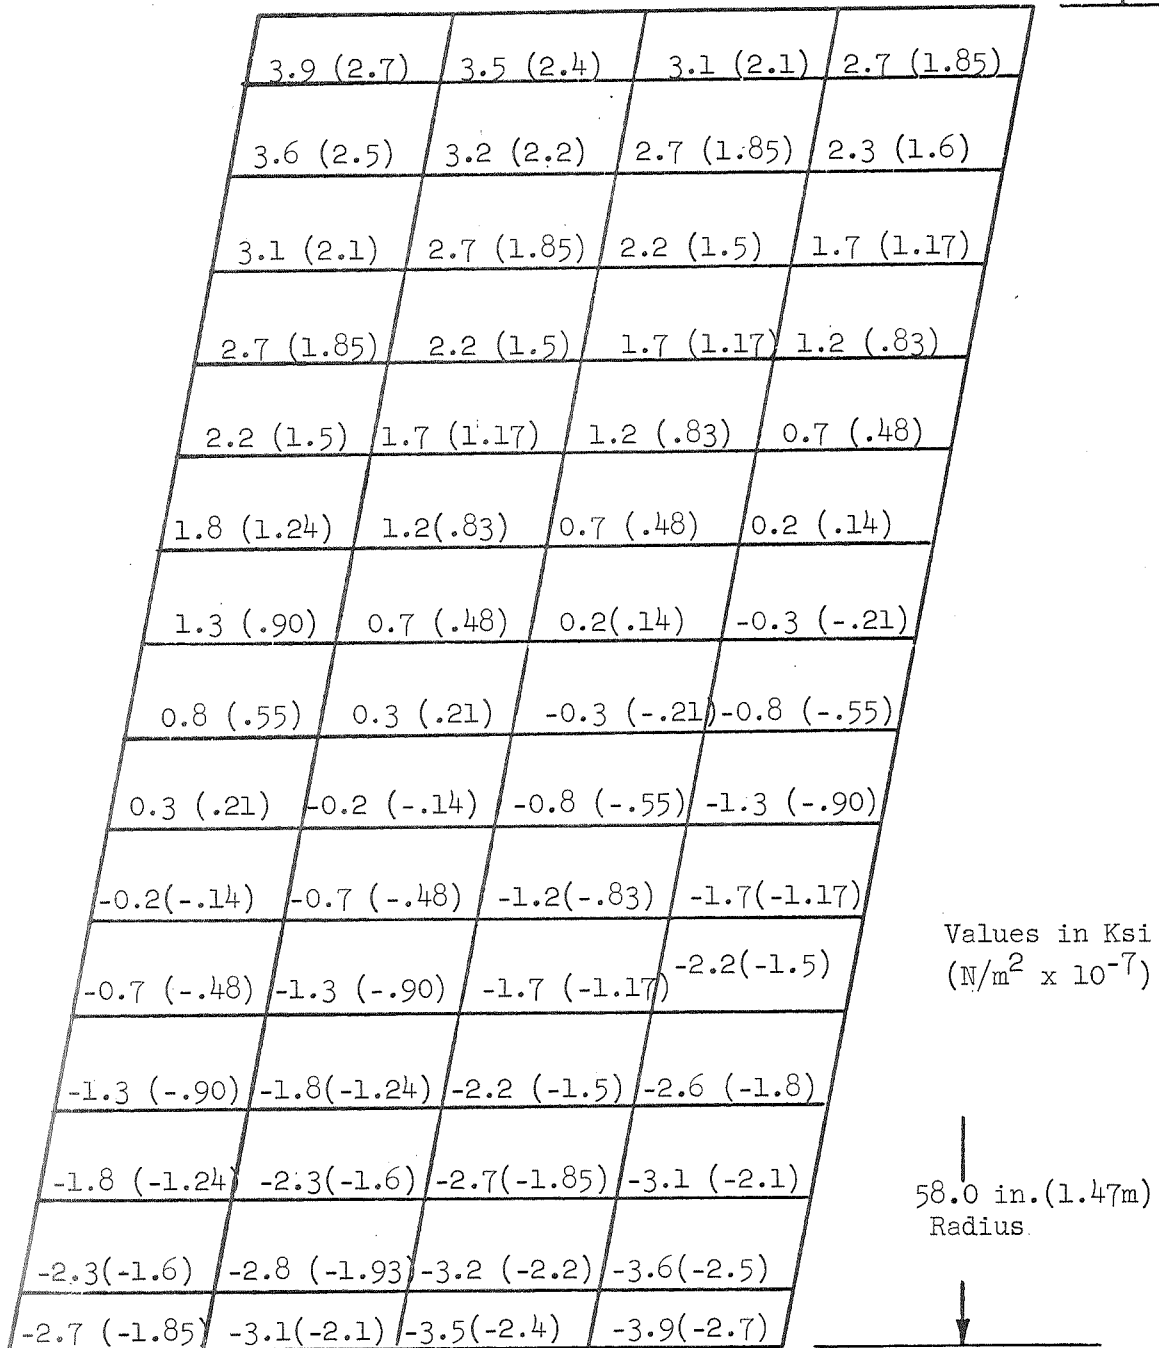 3.9 (2.7) 3.5 (2.4) 3.1 (2.1) 2.7 (1.85)
3.6 (2.5) 3.2 (2.2) 2.7 (1.85) 2.3 (1.6)
3.1 (2.1) 2.7 (1.85) 2.2 (1.5) 1.7 (1.17)
2.7 (1.85) 2.2 (1.5) 1.7 (1.17) 1.2 (.83)
2.2 (1.5) 1.7 (1.17) 1.2 (.83) 0.7 (.48)
1.8 (1.24) 1.2(.83) 0.7 (.48) 0.2 (.14)
1.3 (.90) 0.7 (.48) 0.2(.14) -0.3 (-.21)
0.8 (.55) 0.3 (.21) -0.3 (-.21) -0.8 (-.55)
0.3 (.21) -0.2 (-.14) -0.8 (-.55) -1.3 (-.90)
-0.2(-.14) -0.7 (-.48) -1.2(-.83) -1.7(-1.17)
-0.7 (-.48) -1.3 (-.90) -1.7 (-1.17) -2.2(-1.5)
-1.3 (-.90) -1.8(-1.24) -2.2 (-1.5) -2.6 (-1.8)
-1.8 (-1.24) -2.3(-1.6) -2.7(-1.85) -3.1 (-2.1)
-2.3(-1.6) -2.8 (-1.93) -3.2 (-2.2) -3.6(-2.5)
-2.7 (-1.85) -3.1(-2.1) -3.5(-2.4) -3.9(-2.7)
Values in Ksi
(N/m² x 10⁻⁷)
58.0 in.(1.47m)
Radius